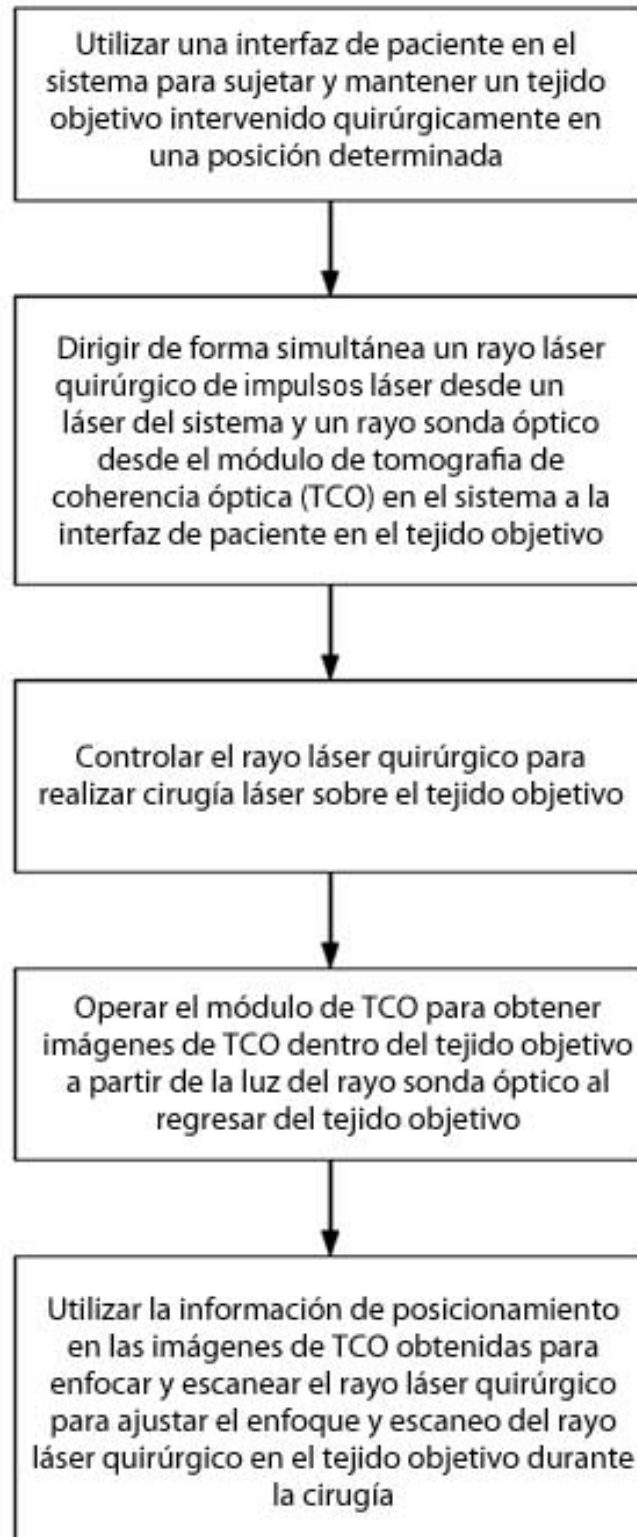 Utilizar una interfaz de paciente en el
sistema para sujetar y mantener un tejido
objetivo intervenido quirúrgicamente en
una posición determinada
Dirigir de forma simultánea un rayo láser
quirúrgico de impulsos láser desde un
láser del sistema y un rayo sonda óptico
desde el módulo de tomografia de
coherencia óptica (TCO) en el sistema a la
interfaz de paciente en el tejido objetivo
Controlar el rayo láser quirúrgico para
realizar cirugía láser sobre el tejido objetivo
Operar el módulo de TCO para obtener
imágenes de TCO dentro del tejido objetivo
a partir de la luz del rayo sonda óptico al
regresar del tejido objetivo
Utilizar la información de posicionamiento
en las imágenes de TCO obtenidas para
enfocar y escanear el rayo láser quirúrgico
para ajustar el enfoque y escaneo del rayo
láser quirúrgico en el tejido objetivo durante
la cirugía